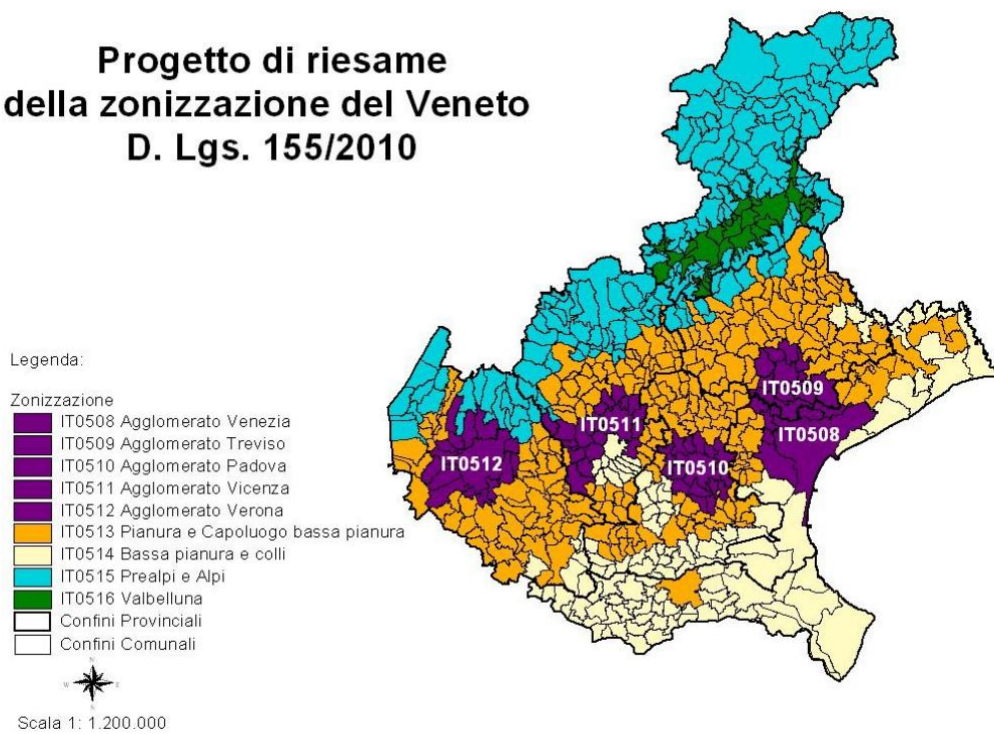 Progetto di riesame
della zonizzazione del Veneto
D. Lgs. 155/2010
Legenda:
Zonizzazione
IT0508 Agglomerato Venezia
IT0509 Agglomerato Treviso
IT0510 Agglomerato Padova
IT0511 Agglomerato Vicenza
IT0512 Agglomerato Verona
IT0513 Pianura e Capoluogo bassa pianura
IT0514 Bassa pianura e colli
IT0515 Prealpi e Alpi
IT0516 Valbelluna
Confini Provinciali
Confini Comunali
N
W
E
S
Scala 1: 1.200.000
IT0509
IT0508
IT0511
IT0512
IT0510